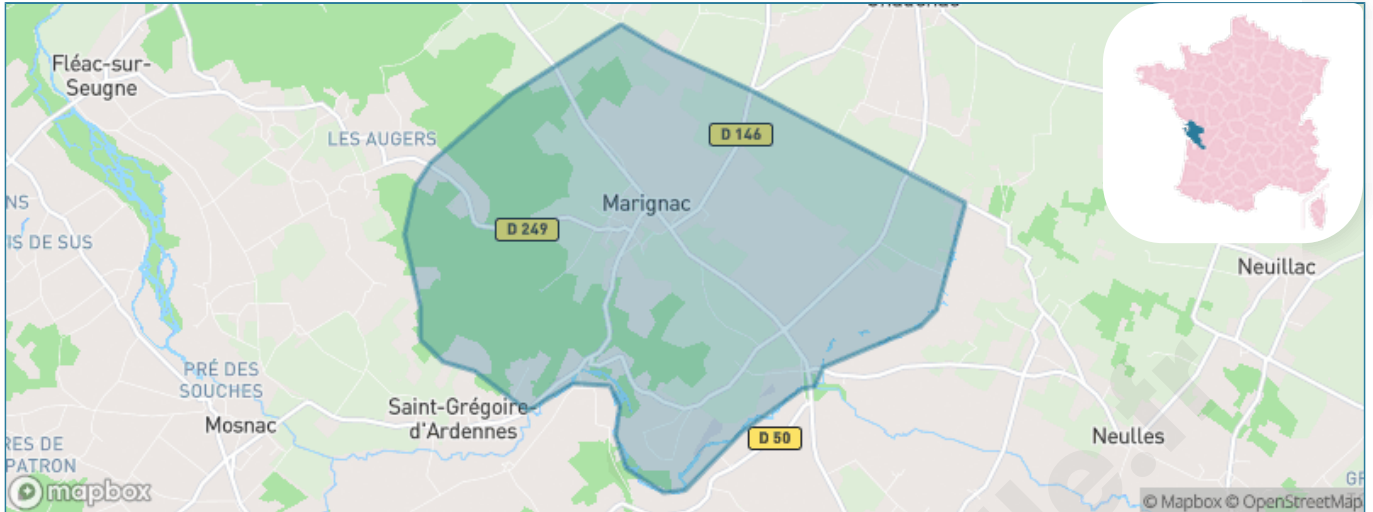 Fléac-sur-
Seugne
LES AUGERS
D 146
Marignac
NS
IS DE SUS
D 249
Neuillac
PRÉ DES
SOUCHES
Saint-Grégoire-
d'Ardennes
Mosnac
D 50
Neulles
RES DE
PATRON
mapbox
© Mapbox © OpenStreetMap